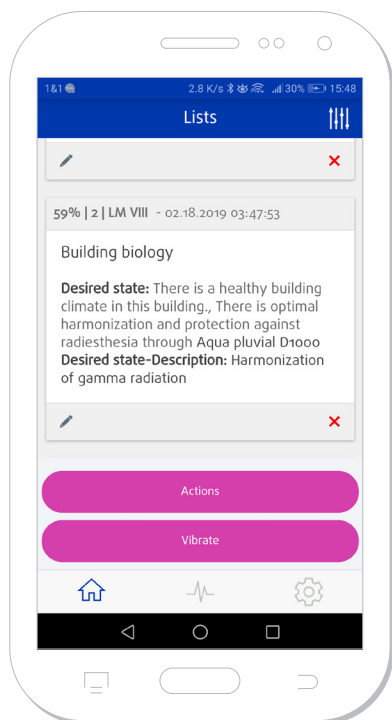 1&1
2.8 K/s 30% 15:48
Lists
59% | 2 | LM VIII - 02.18.2019 03:47:53
Building biology
Desired state: There is a healthy building
climate in this building., There is optimal
harmonization and protection against
radiesthesia through Aqua pluvial D1000
Desired state-Description: Harmonization
of gamma radiation
Actions
Vibrate